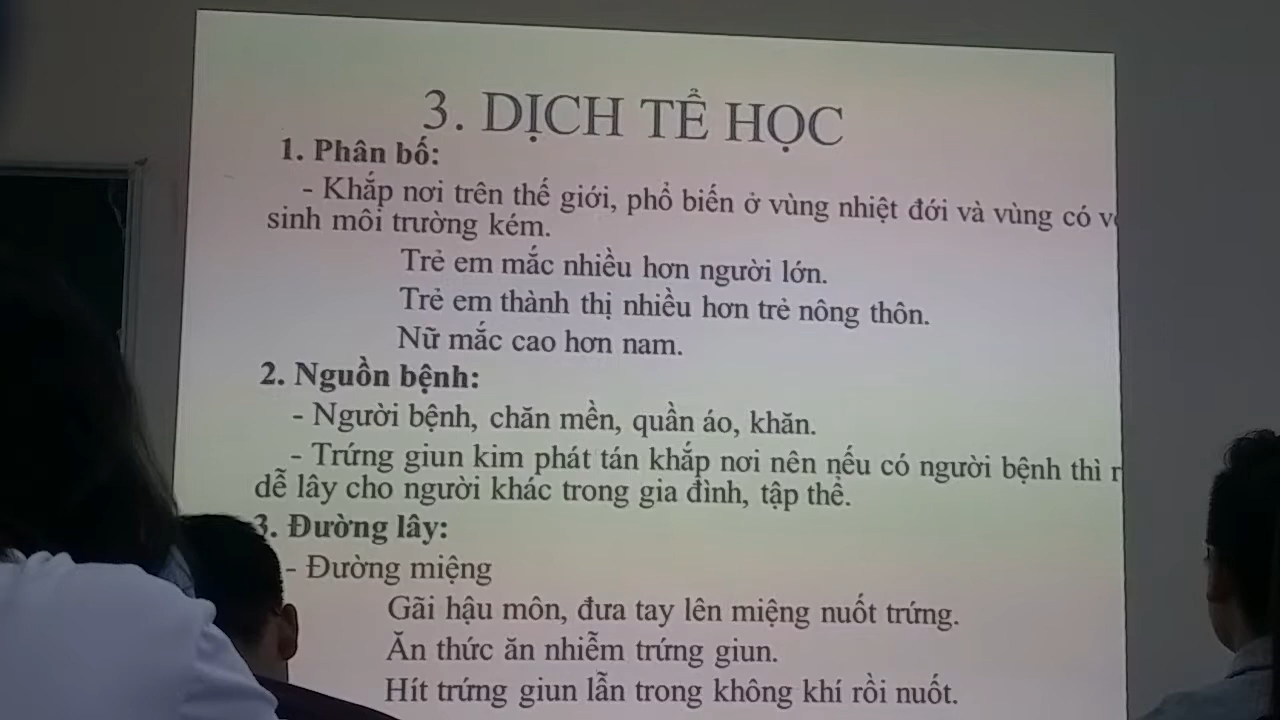 3. DỊCH TỂ HỌC
1. Phân bố:
- Khắp nơi trên thế giới, phổ biến ở vùng nhiệt đới và vùng có
sinh môi trường kém.
Trẻ em mắc nhiều hơn người lớn.
Trẻ em thành thị nhiều hơn trẻ nông thôn.
Nữ mắc cao hơn nam.
2. Nguồn bệnh:
- Người bệnh, chăn mền, quần áo, khăn.
- Trứng giun kim phát tán khắp nơi nên nếu có người bệnh thì
dễ lây cho người khác trong gia đình, tập thể.
3. Đường lây:
- Đường miệng
Gãi hậu môn, đưa tay lên miệng nuốt trứng.
Ăn thức ăn nhiễm trứng giun.
Hít trứng giun lẫn trong không khí rồi nuốt.